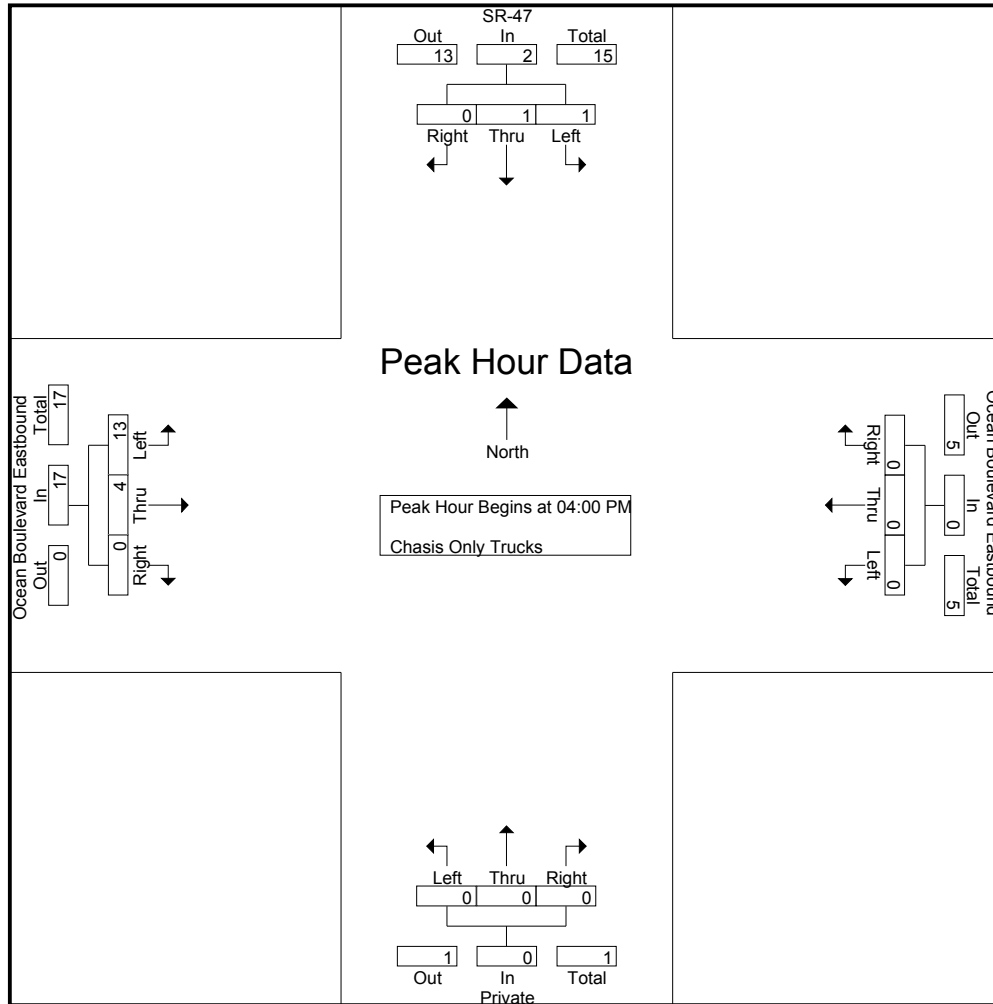 SR-47
Out In Total
13 2 15
0 1 1
Right Thru Left
Peak Hour Data
North
Peak Hour Begins at 04:00 PM
Chasis Only Trucks
Ocean Boulevard Eastbound
Out In Total
0 17 17
13 4 0
Left Thru Right
Ocean Boulevard Eastbound
Out In Total
5 0 5
0 0 0
Right Thru Left
Left Thru Right
0 0 0
1 0 1
Out In Total
Private